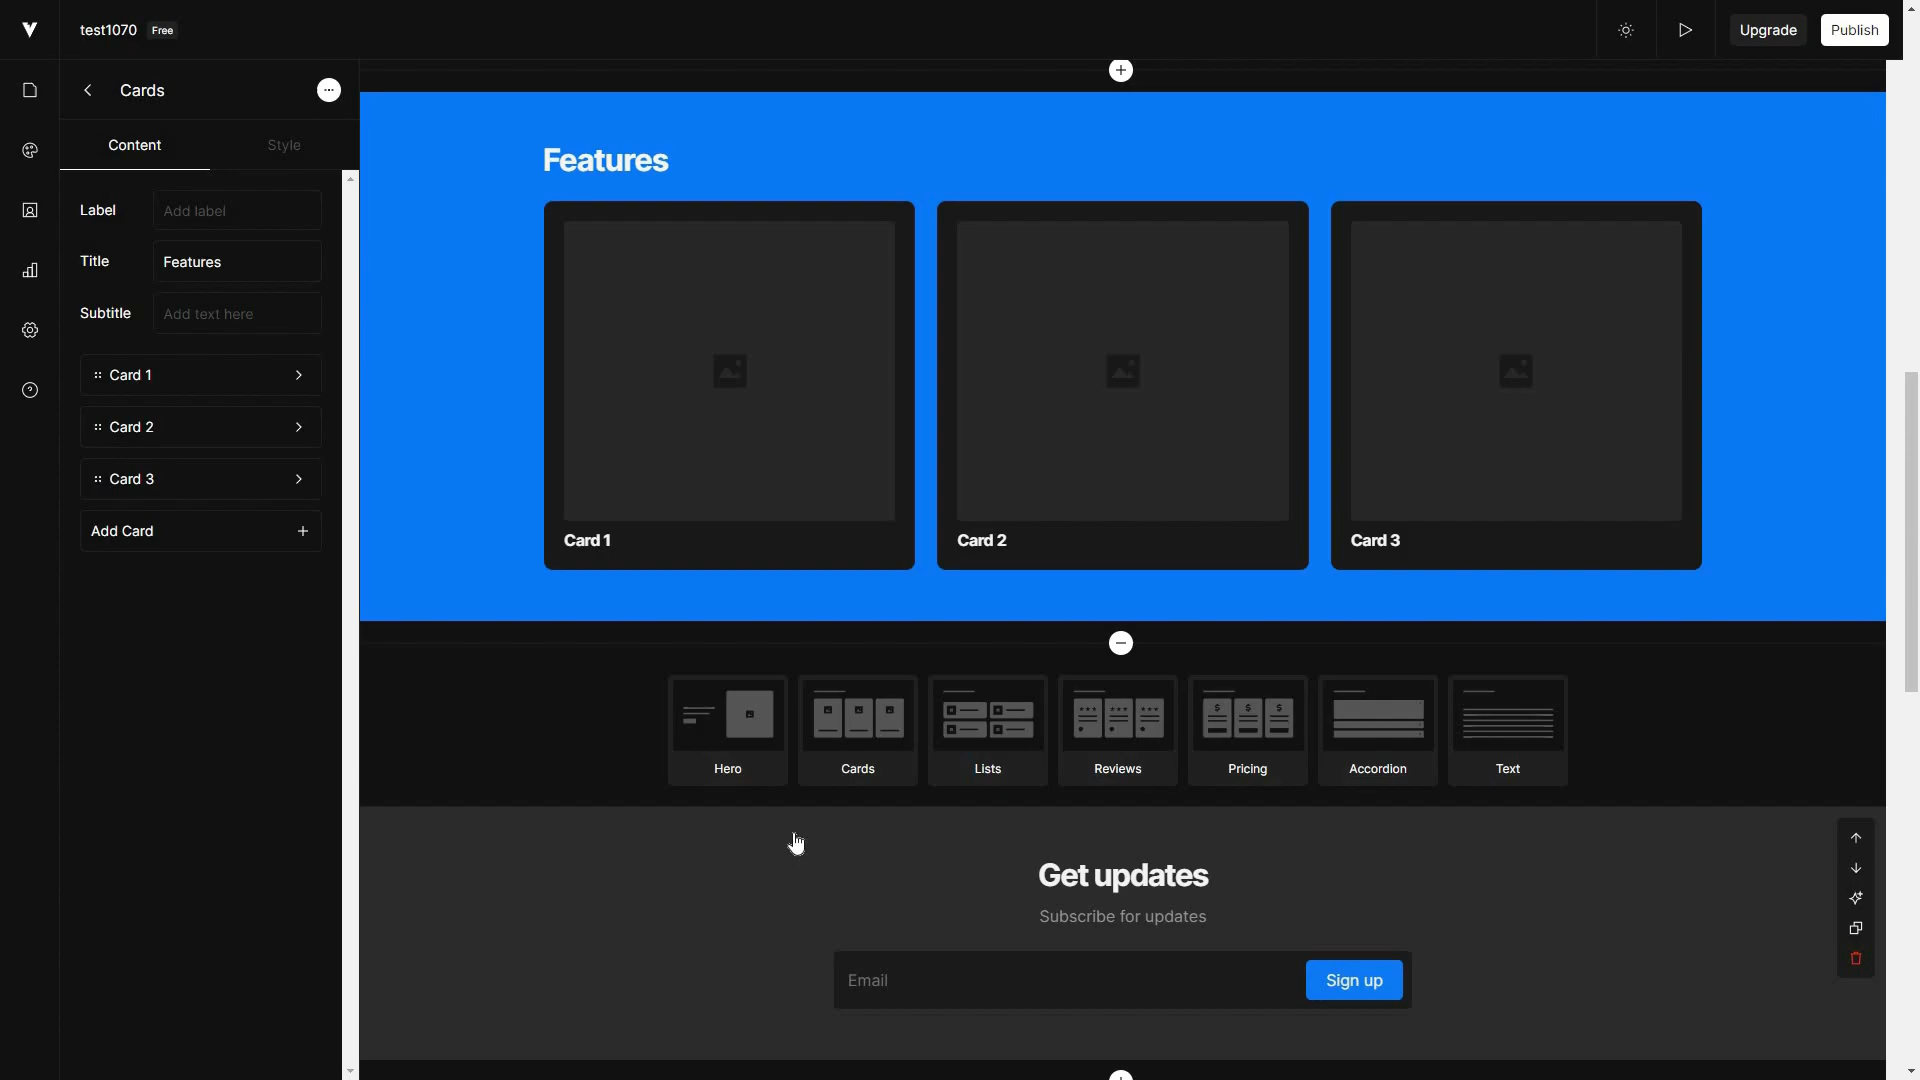 test1070 Free
Upgrade
Publish
Cards
Content
Style
Label
Add label
Title
Features
Subtitle
Add text here
Card 1
Card 2
Card 3
Add Card
Features
Card 1
Card 2
Card 3
Hero
Cards
Lists
Reviews
Pricing
Accordion
Text
Get updates
Subscribe for updates
Email
Sign up